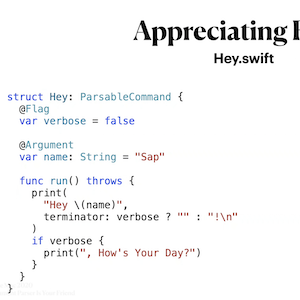 Appreciating
Hey.swift
struct Hey: ParsableCommand {
  @Flag
  var verbose = false

  @Argument
  var name: String = "Sap"

  func run() throws {
    print(
      "Hey \(name)",
      terminator: verbose ? "" : "!\n"
    )
    if verbose {
      print(", How's Your Day?")
    }
  }
}